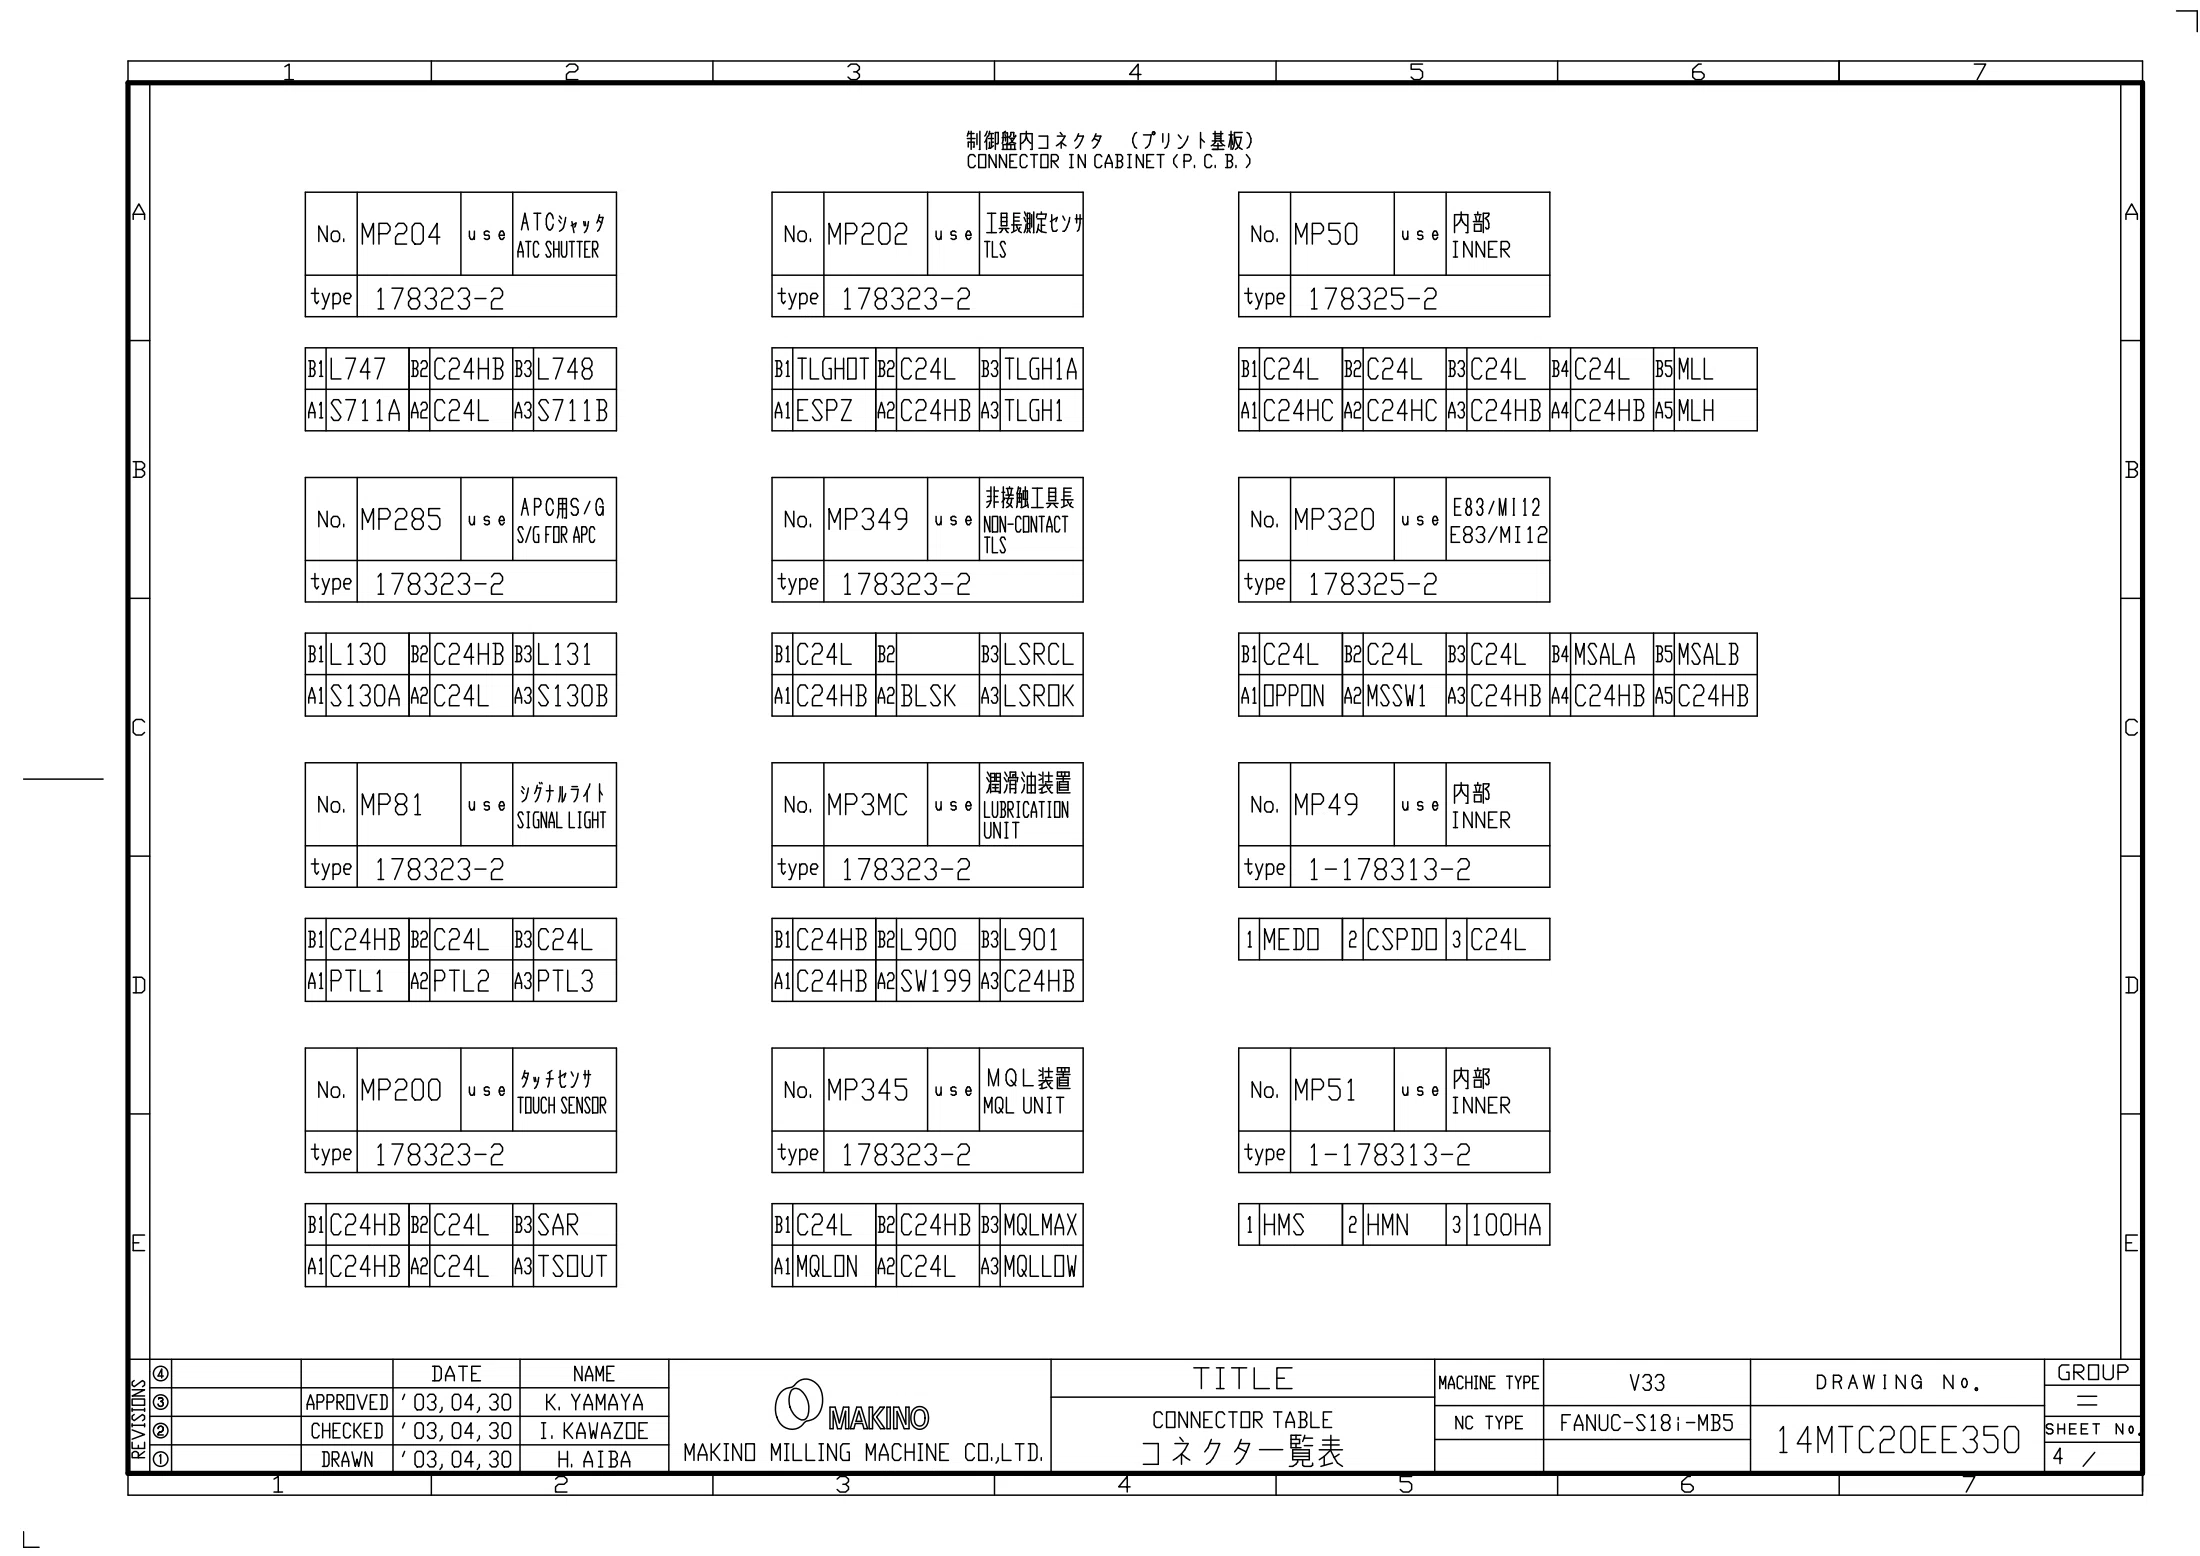 1 2 3 4 5 6 7
制御盤内コネクタ （プリント基板）
CONNECTOR IN CABINET (P. C. B. )
A A
No. MP204 use ATCシャッタ
ATC SHUTTER
type 178323-2
B1 L747 B2 C24HB B3 L748
A1 S711A A2 C24L A3 S711B
No. MP202 use 工具長測定センサ
TLS
type 178323-2
B1 TLGHOT B2 C24L B3 TLGH1A
A1 ESPZ A2 C24HB A3 TLGH1
No. MP50 use 内部
INNER
type 178325-2
B1 C24L B2 C24L B3 C24L B4 C24L B5 MLL
A1 C24HC A2 C24HC A3 C24HB A4 C24HB A5 MLH
B B
No. MP285 use APC用S/G
S/G FOR APC
type 178323-2
B1 L130 B2 C24HB B3 L131
A1 S130A A2 C24L A3 S130B
No. MP349 use 非接触工具長
NON-CONTACT
TLS
type 178323-2
B1 C24L B2 B3 LSRCL
A1 C24HB A2 BLSK A3 LSROK
No. MP320 use E83/MI12
E83/MI12
type 178325-2
B1 C24L B2 C24L B3 C24L B4 MSALA B5 MSALB
A1 OPPON A2 MSSW1 A3 C24HB A4 C24HB A5 C24HB
C C
No. MP81 use シグナルライト
SIGNAL LIGHT
type 178323-2
B1 C24HB B2 C24L B3 C24L
A1 PTL1 A2 PTL2 A3 PTL3
No. MP3MC use 潤滑油装置
LUBRICATION
UNIT
type 178323-2
B1 C24HB B2 L900 B3 L901
A1 C24HB A2 SW199 A3 C24HB
No. MP49 use 内部
INNER
type 1-178313-2
1 MEDO 2 CSPDO 3 C24L
D D
No. MP200 use タッチセンサ
TOUCH SENSOR
type 178323-2
B1 C24HB B2 C24L B3 SAR
A1 C24HB A2 C24L A3 TSOUT
No. MP345 use MQL装置
MQL UNIT
type 178323-2
B1 C24L B2 C24HB B3 MQLMAX
A1 MQLON A2 C24L A3 MQLLOW
No. MP51 use 内部
INNER
type 1-178313-2
1 HMS 2 HMN 3 100HA
E E
REVISIONS
④ DATE NAME
③ APPROVED '03,04,30 K. YAMAYA
② CHECKED '03,04,30 I. KAWAZOE
① DRAWN '03,04,30 H. AIBA
MAKINO
MAKINO MILLING MACHINE CO.,LTD.
TITLE
CONNECTOR TABLE
コネクタ一覧表
MACHINE TYPE V33
NC TYPE FANUC-S18i-MB5
DRAWING No.
14MTC20EE350
GROUP
=
SHEET No.
4 /
1 2 3 4 5 6 7